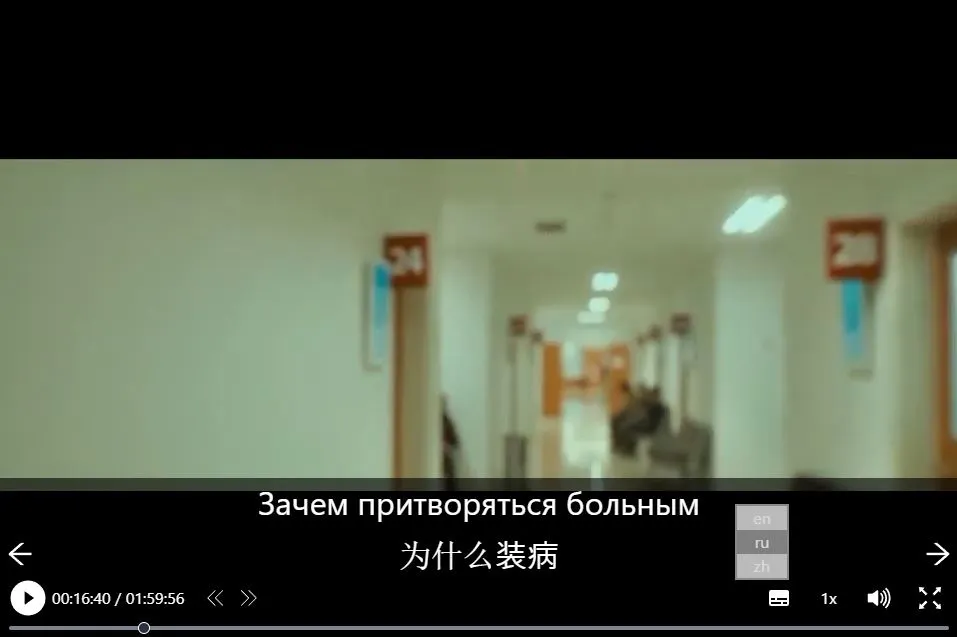 24
20
Зачем притворяться больным
为什么装病
en
ru
zh
00:16:40 / 01:59:56
1x